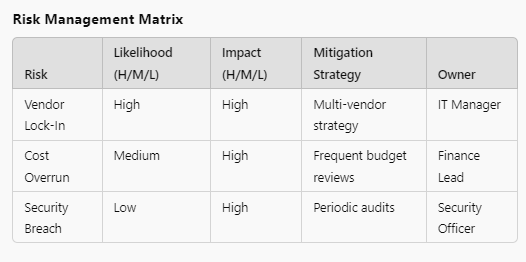 Risk Management Matrix
Risk Likelihood (H/M/L) Impact (H/M/L) Mitigation Strategy Owner
Vendor Lock-In High High Multi-vendor strategy IT Manager
Cost Overrun Medium High Frequent budget reviews Finance Lead
Security Breach Low High Periodic audits Security Officer